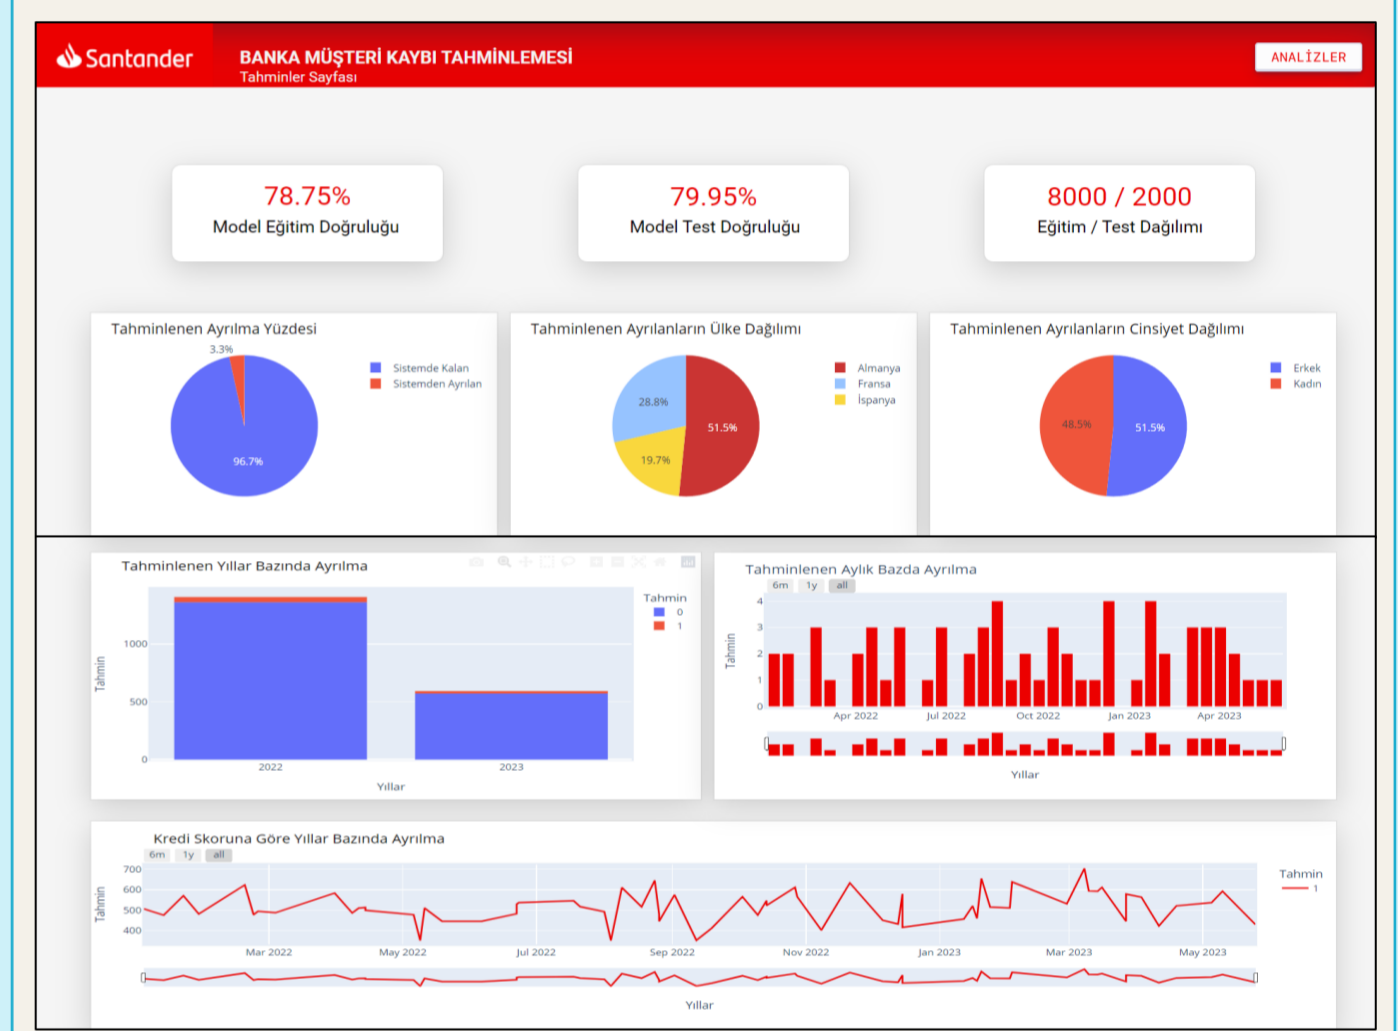 Santander
BANKA MÜŞTERİ KAYBI TAHMİNLEMESİ
Tahminler Sayfası
ANALİZLER
78.75%
Model Eğitim Doğruluğu
79.95%
Model Test Doğruluğu
8000 / 2000
Eğitim / Test Dağılımı
Tahminlenen Ayrılma Yüzdesi
3.3%
96.7%
Sistemde Kalan
Sistemden Ayrılan
Tahminlenen Ayrılanların Ülke Dağılımı
28.8%
51.5%
19.7%
Almanya
Fransa
İspanya
Tahminlenen Ayrılanların Cinsiyet Dağılımı
48.5%
51.5%
Erkek
Kadın
Tahminlenen Yıllar Bazında Ayrılma
Tahmin
0
1
1000
500
0
Tahmin
2022 2023
Yıllar
Tahminlenen Aylık Bazda Ayrılma
6m 1y all
4
3
2
1
0
Tahmin
Apr 2022 Jul 2022 Oct 2022 Jan 2023 Apr 2023
Yıllar
Kredi Skoruna Göre Yıllar Bazında Ayrılma
6m 1y all
700
600
500
400
Tahmin
Tahmin
1
Mar 2022 May 2022 Jul 2022 Sep 2022 Nov 2022 Jan 2023 Mar 2023 May 2023
Yıllar